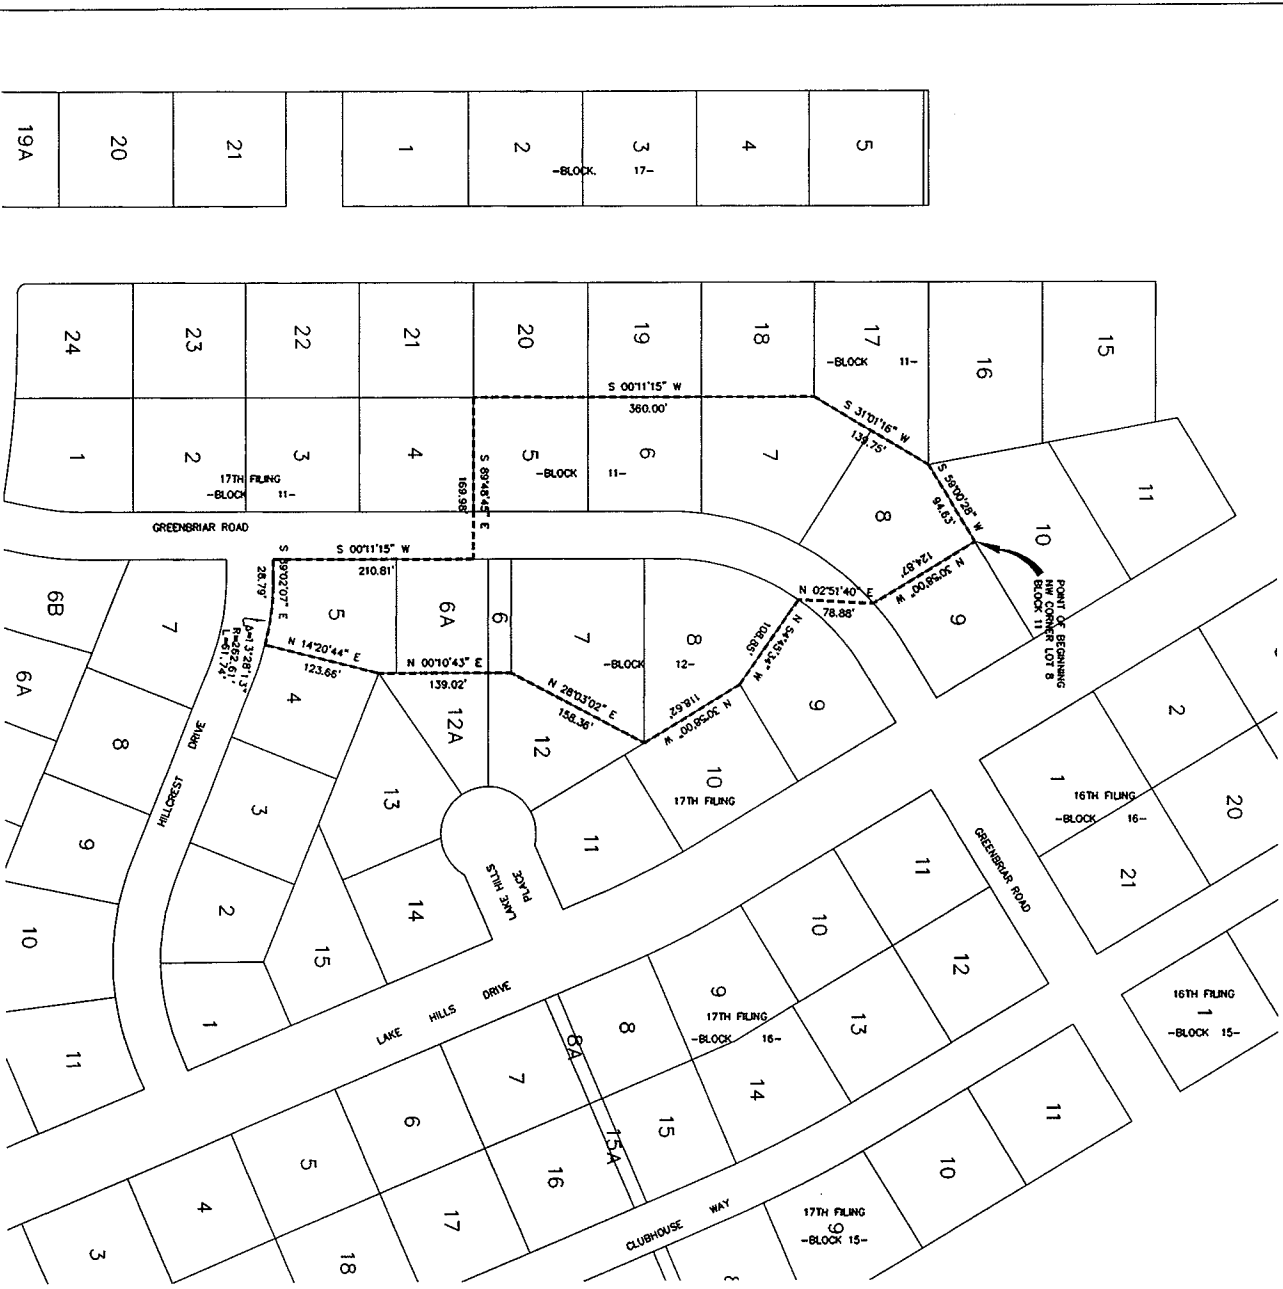 19A
20
21
1
2
3
4
5
-BLOCK. 17-
24
23
22
21
20
19
18
17
16
15
-BLOCK 11-
S 00°11'15" W
360.00'
S 31°01'16" W
139.75'
1
2
3
4
5
6
7
8
10
11
17TH FILING
-BLOCK 11-
-BLOCK 11-
S 89°48'45" E
169.98'
S 59°00'28" W
94.63'
GREENBRIAR ROAD
S 00°11'15" W
210.81'
N 30°58'00" W
124.87'
POINT OF BEGINNING
NW CORNER LOT 8
BLOCK 11
N 02°51'40" E
78.88'
9
28.79'
N 54°45'34" W
108.85'
6B
7
5
6A
6
7
8
-BLOCK 12-
9
N 14°20'44" E
123.66'
N 00°10'43" E
139.02'
N 28°03'02" E
158.36'
N 30°58'00" W
118.62'
R=262.61'
L=61.74'
6A
8
4
12A
12
10
17TH FILING
HILLCREST DRIVE
9
3
13
11
2
1
16TH FILING
-BLOCK 16-
20
21
GREENBRIAR ROAD
LAKE HILLS
PLACE
10
2
15
14
11
10
12
1
11
LAKE HILLS DRIVE
9
17TH FILING
-BLOCK 16-
8
8A
13
14
16TH FILING
1
-BLOCK 15-
7
6
5
4
3
15
15A
16
17
18
11
10
17TH FILING
9
-BLOCK 15-
CLUBHOUSE WAY